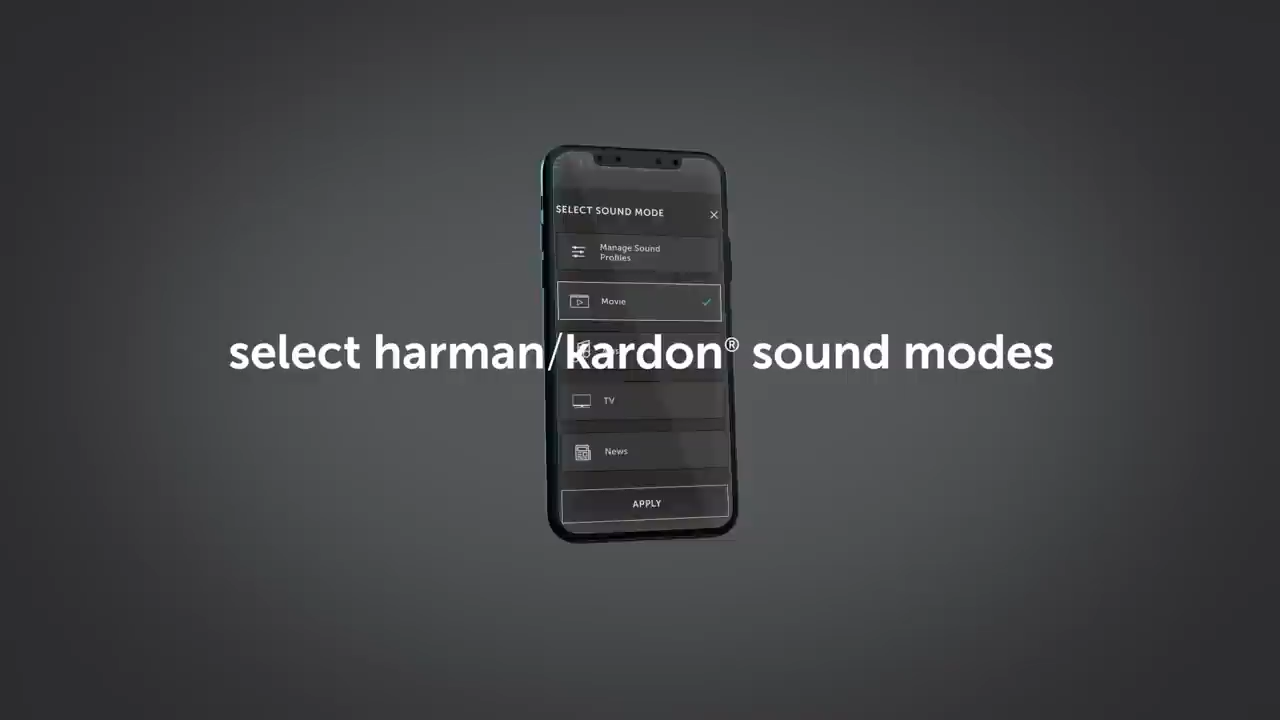 SELECT SOUND MODE
Manage Sound
Profiles
Movie
select harman/kardon® sound modes
TV
News
APPLY